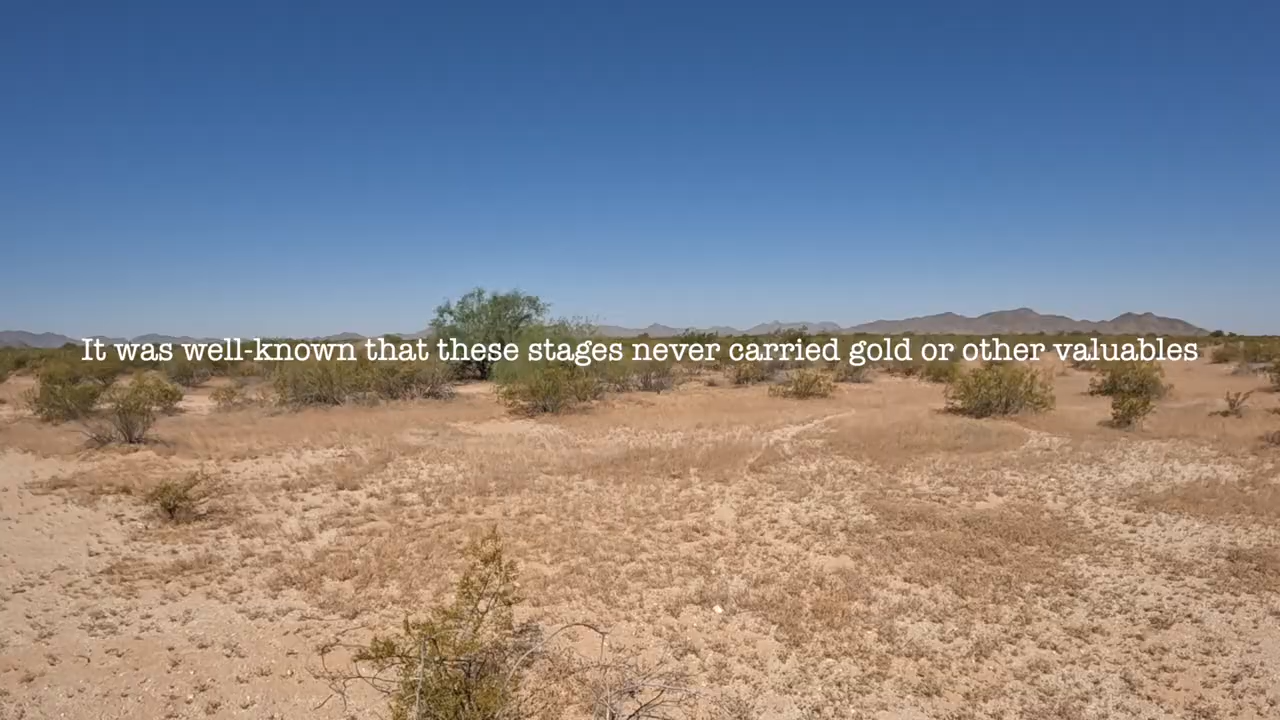 It was well-known that these stages never carried gold or other valuables